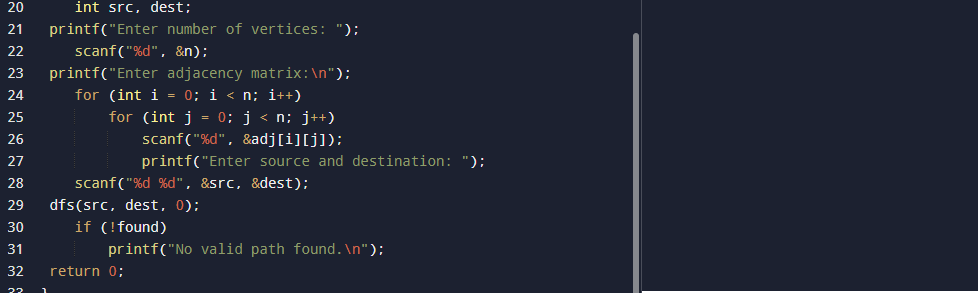 20 int src, dest;
21 printf("Enter number of vertices: ");
22 scanf("%d", &n);
23 printf("Enter adjacency matrix:\n");
24 for (int i = 0; i < n; i++)
25 for (int j = 0; j < n; j++)
26 scanf("%d", &adj[i][j]);
27 printf("Enter source and destination: ");
28 scanf("%d %d", &src, &dest);
29 dfs(src, dest, 0);
30 if (!found)
31 printf("No valid path found.\n");
32 return 0;
33 }